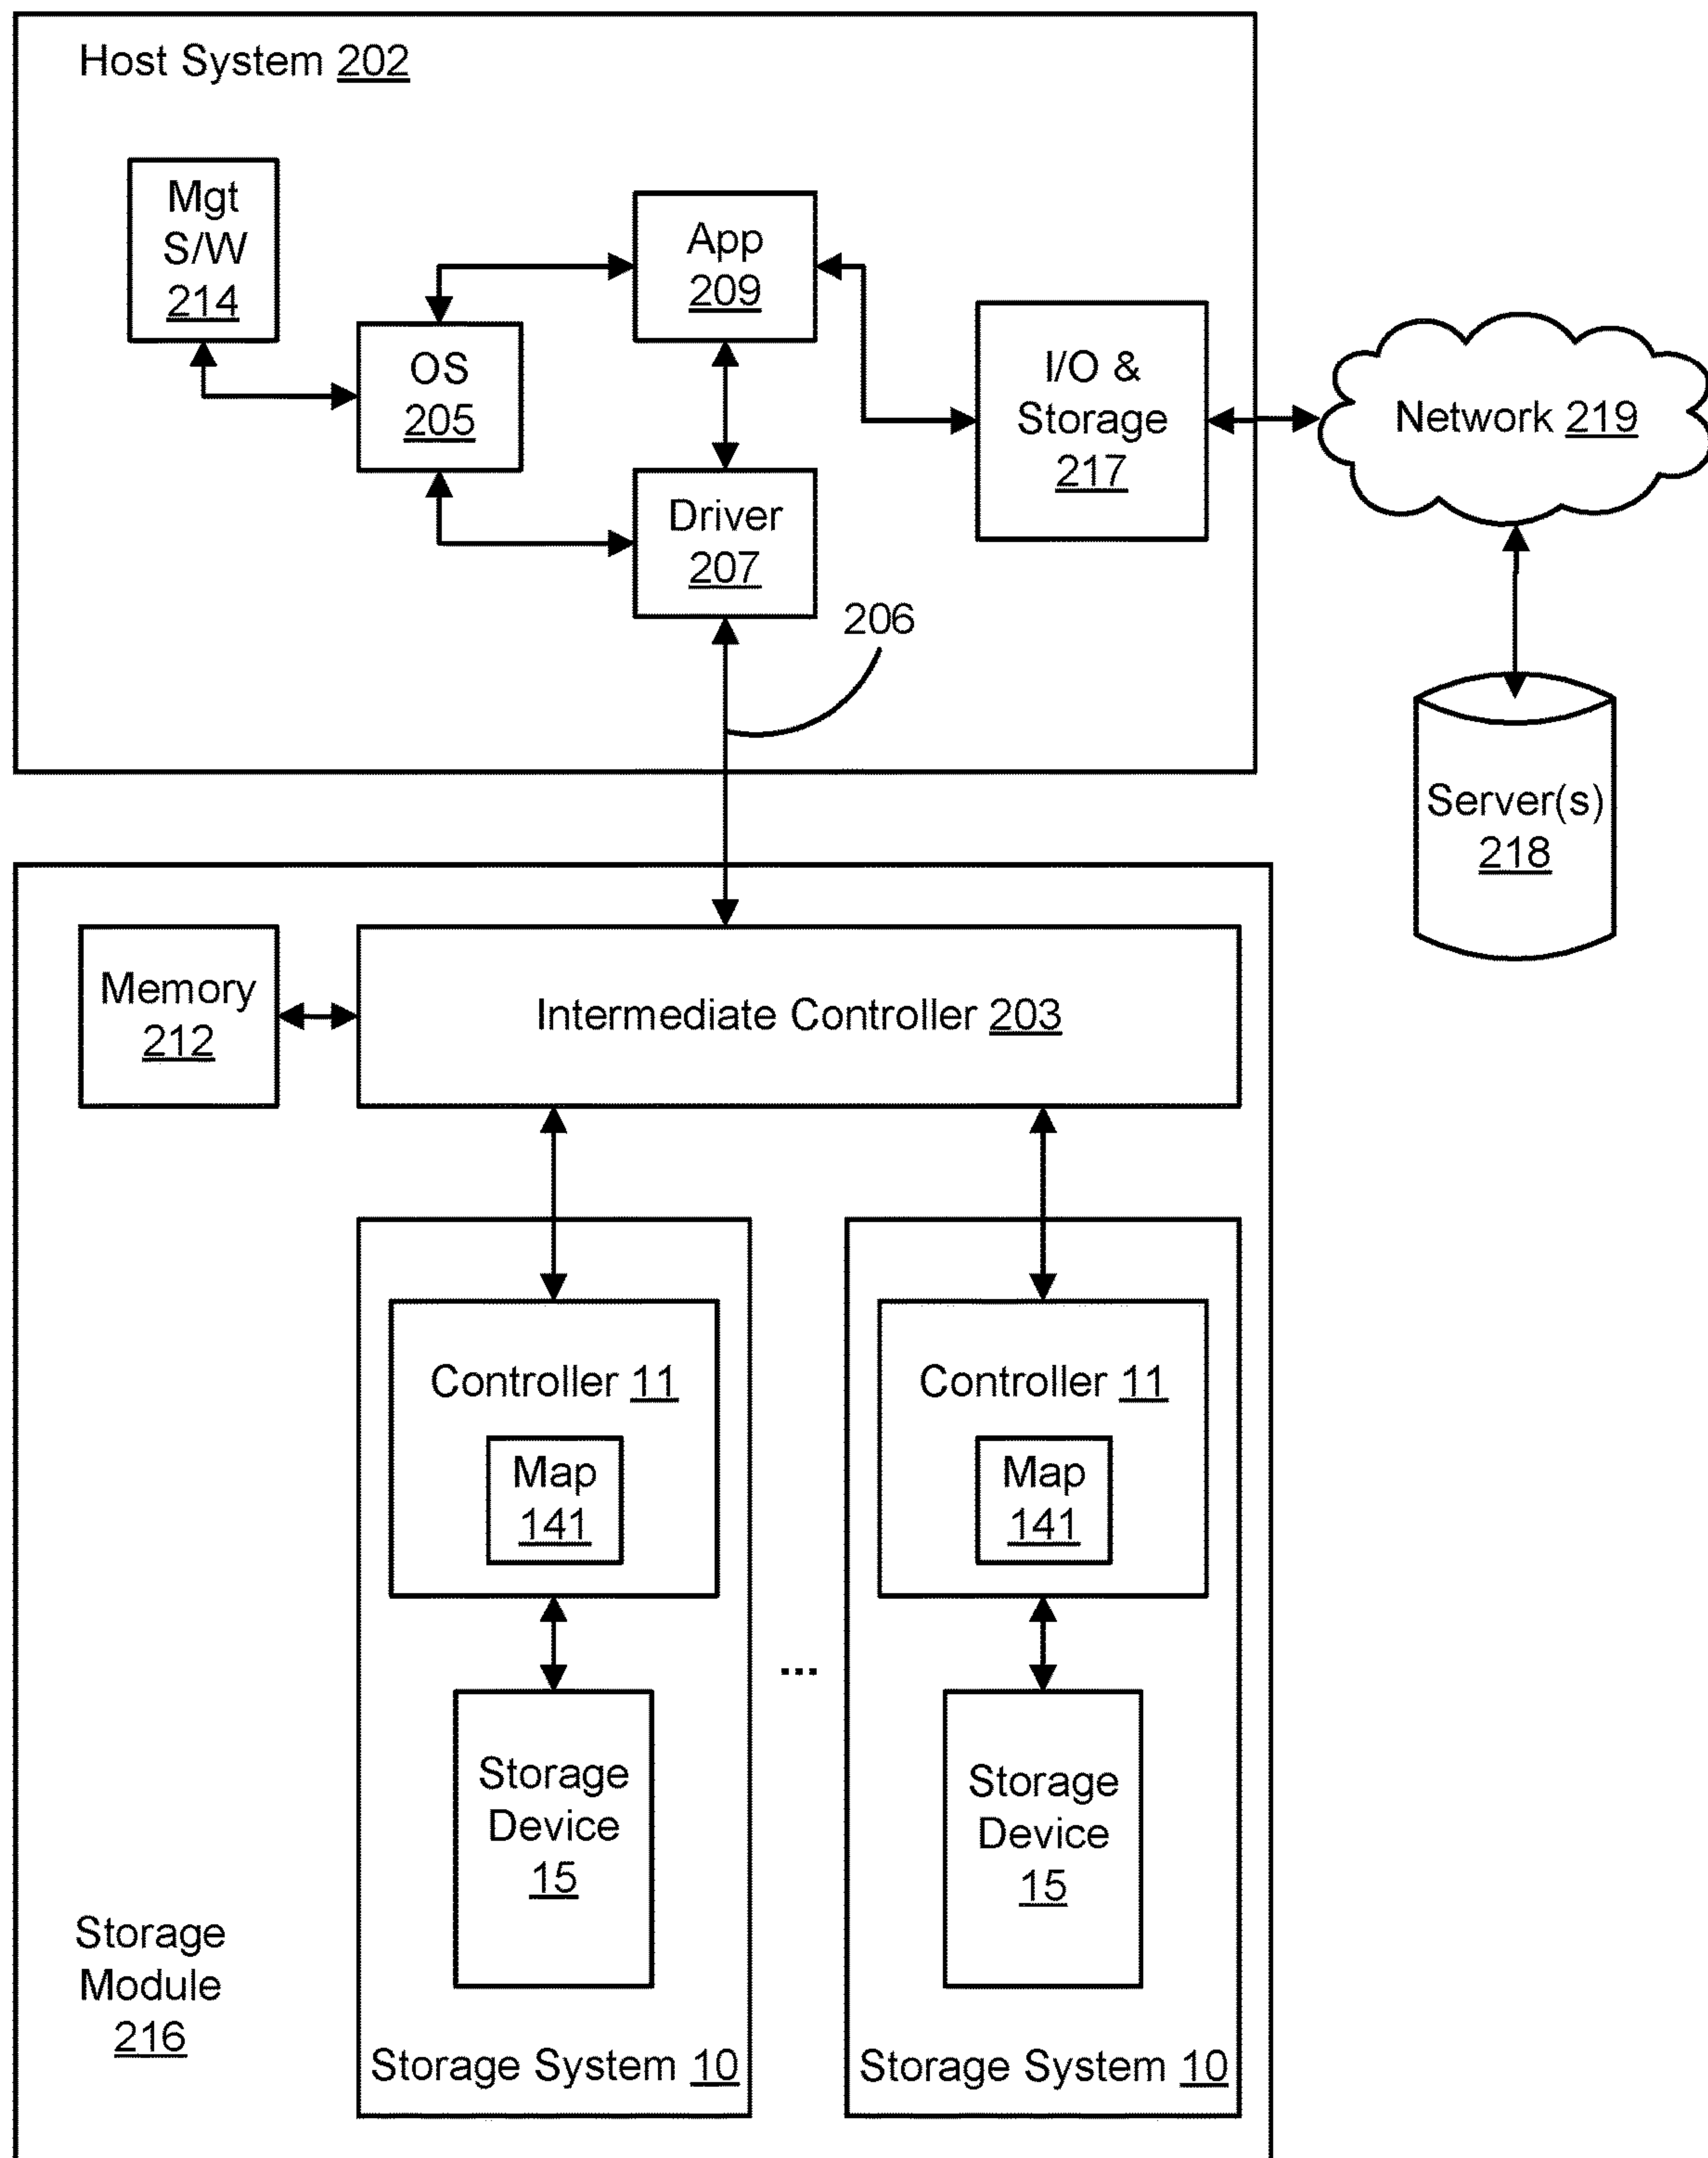 Host System 202
Mgt
S/W
214
App
209
OS
205
I/O &
Storage
217
Network 219
Driver
207
206
Server(s)
218
Memory
212
Intermediate Controller 203
Controller 11
Map
141
Controller 11
Map
141
...
Storage
Device
15
Storage
Device
15
Storage
Module
216
Storage System 10
Storage System 10